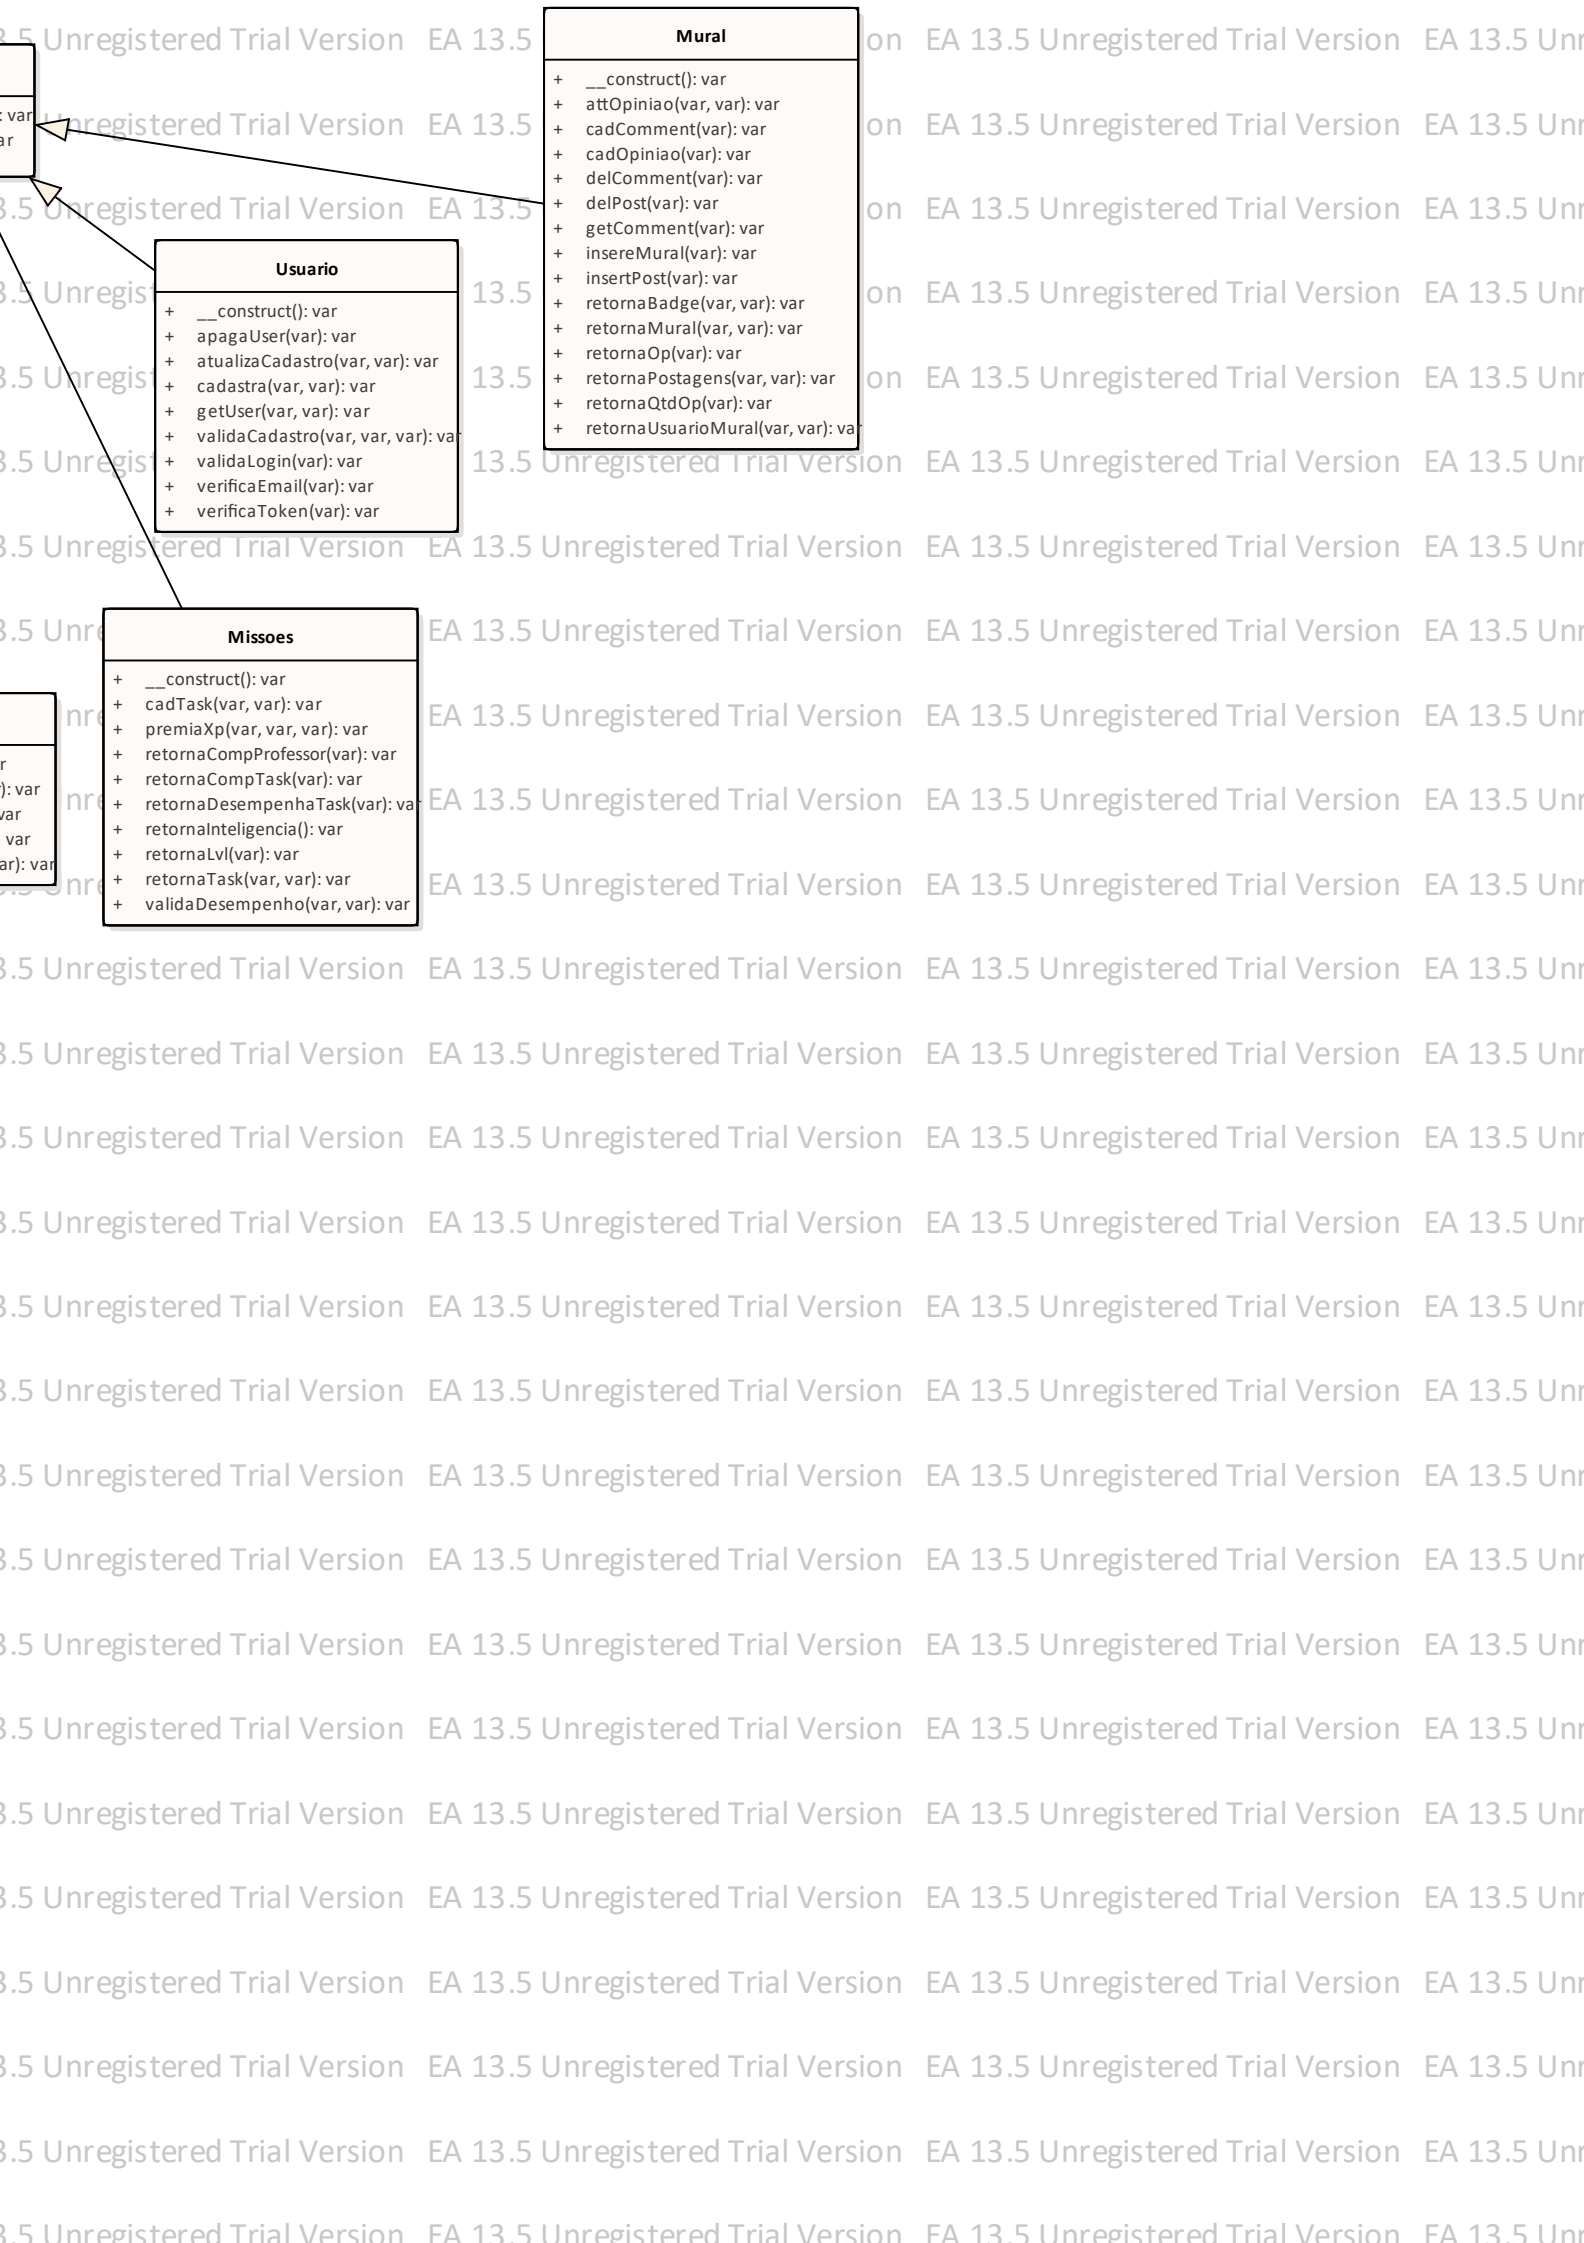 Mural
+ __construct(): var
+ attOpiniao(var, var): var
+ cadComment(var): var
+ cadOpiniao(var): var
+ delComment(var): var
+ delPost(var): var
+ getComment(var): var
+ insereMural(var): var
+ insertPost(var): var
+ retornaBadge(var, var): var
+ retornaMural(var, var): var
+ retornaOp(var): var
+ retornaPostagens(var, var): var
+ retornaQtdOp(var): var
+ retornaUsuarioMural(var, var): var
: var
Usuario
+ __construct(): var
+ apagaUser(var): var
+ atualizaCadastro(var, var): var
+ cadastra(var, var): var
+ getUser(var, var): var
+ validaCadastro(var, var, var): var
+ validaLogin(var): var
+ verificaEmail(var): var
+ verificaToken(var): var
Missoes
+ __construct(): var
+ cadTask(var, var): var
+ premiaXp(var, var, var): var
+ retornaCompProfessor(var): var
+ retornaCompTask(var): var
+ retornaDesempenhaTask(var): var
+ retornaInteligencia(): var
+ retornaLvl(var): var
+ retornaTask(var, var): var
+ validaDesempenho(var, var): var
): var
var
var
ar): var
EA 13.5 Unregistered Trial Version